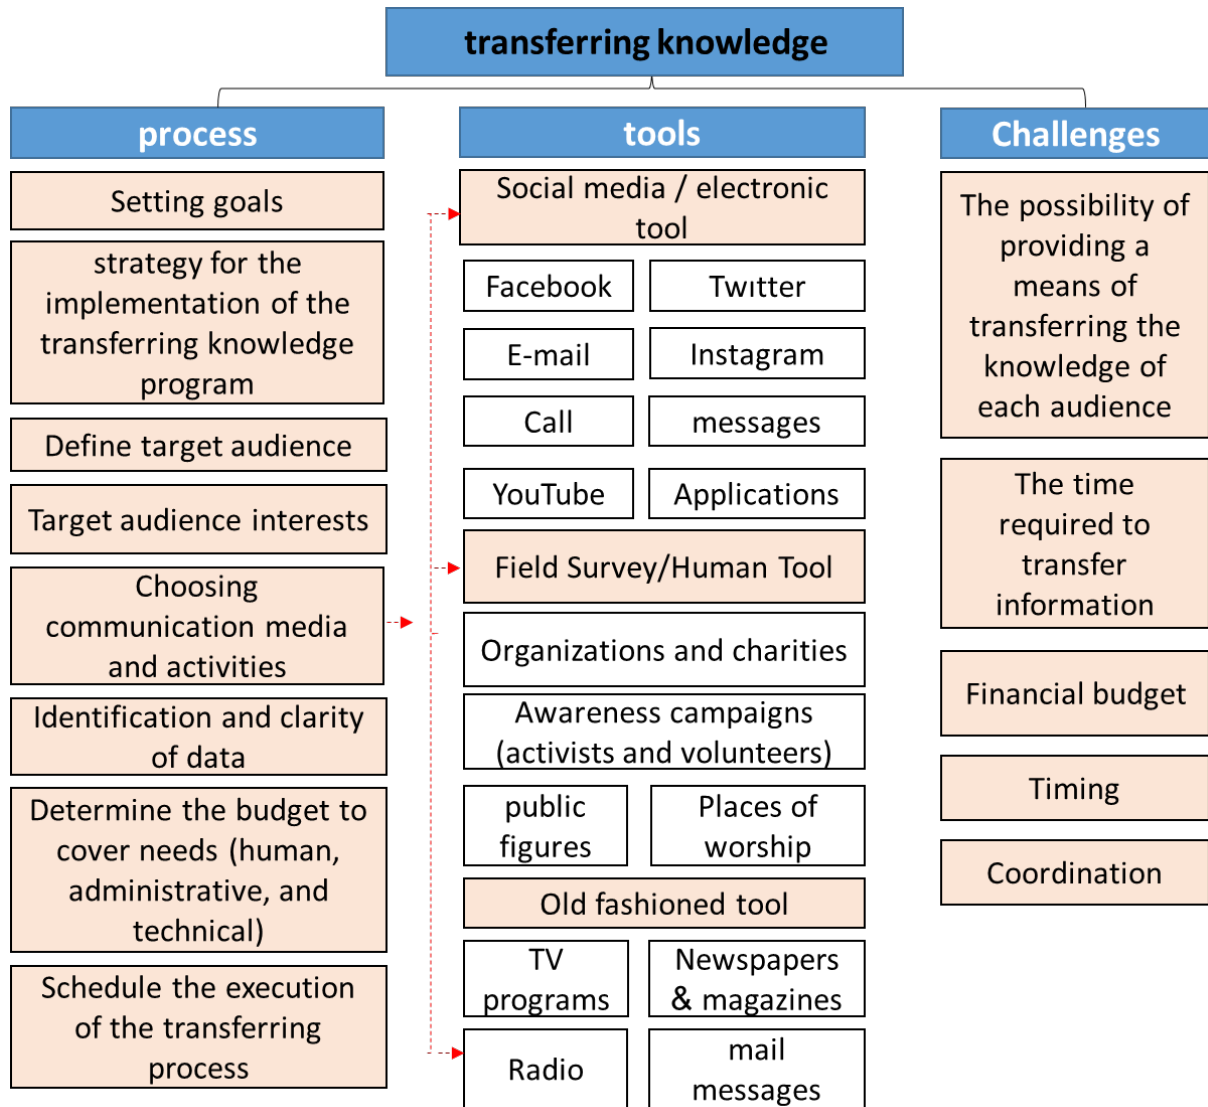 transferring knowledge
process
Setting goals
strategy for the
implementation of the
transferring knowledge
program
Define target audience
Target audience interests
Choosing
communication media
and activities
Identification and clarity
of data
Determine the budget to
cover needs (human,
administrative, and
technical)
Schedule the execution
of the transferring
process
tools
Social media / electronic
tool
Facebook
Twıtter
E-mail
Instagram
Call
messages
YouTube
Applications
Field Survey/Human Tool
Organizations and charities
Awareness campaigns
(activists and volunteers)
public
figures
Places of
worship
Old fashioned tool
TV
programs
Newspapers
& magazines
Radio
mail
messages
Challenges
The possibility of
providing a
means of
transferring the
knowledge of
each audience
The time
required to
transfer
information
Financial budget
Timing
Coordination